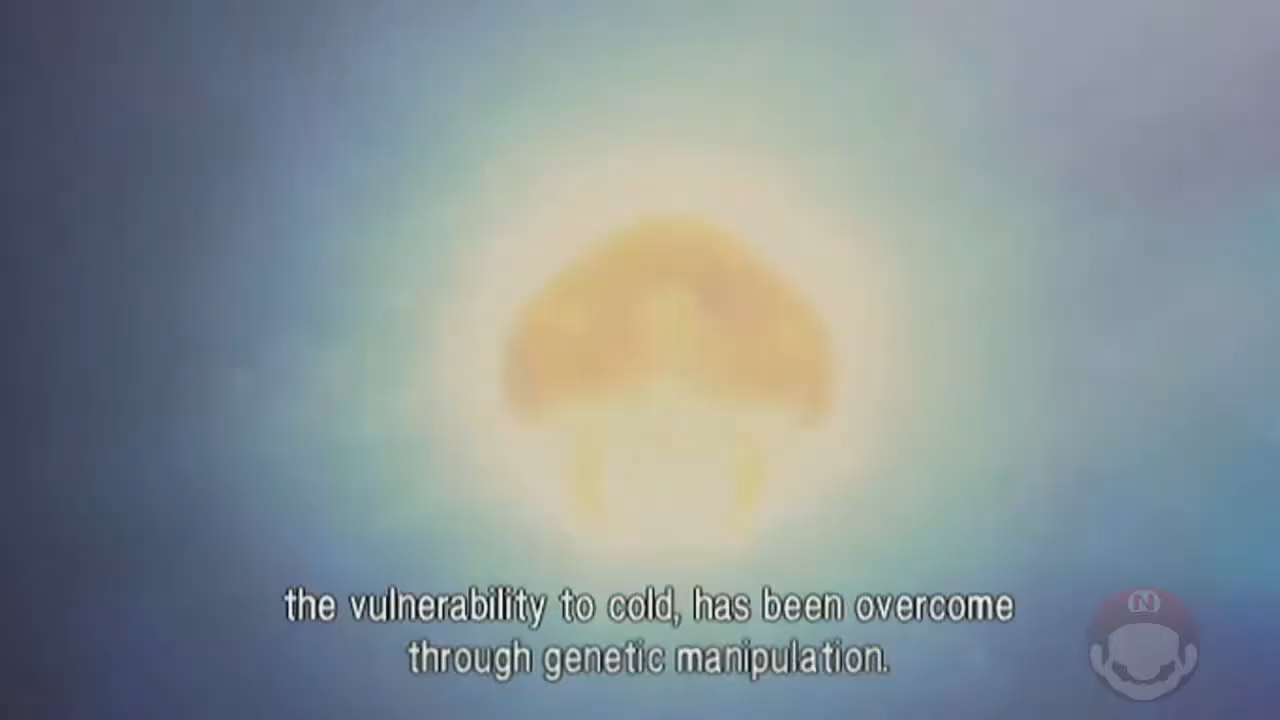 the vulnerability to cold, has been overcome
through genetic manipulation.
N